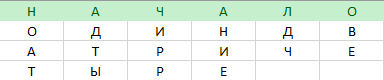 Н А Ч А Л О
О Д И Н Д В
А Т Р И Ч Е
Т Ы Р Е